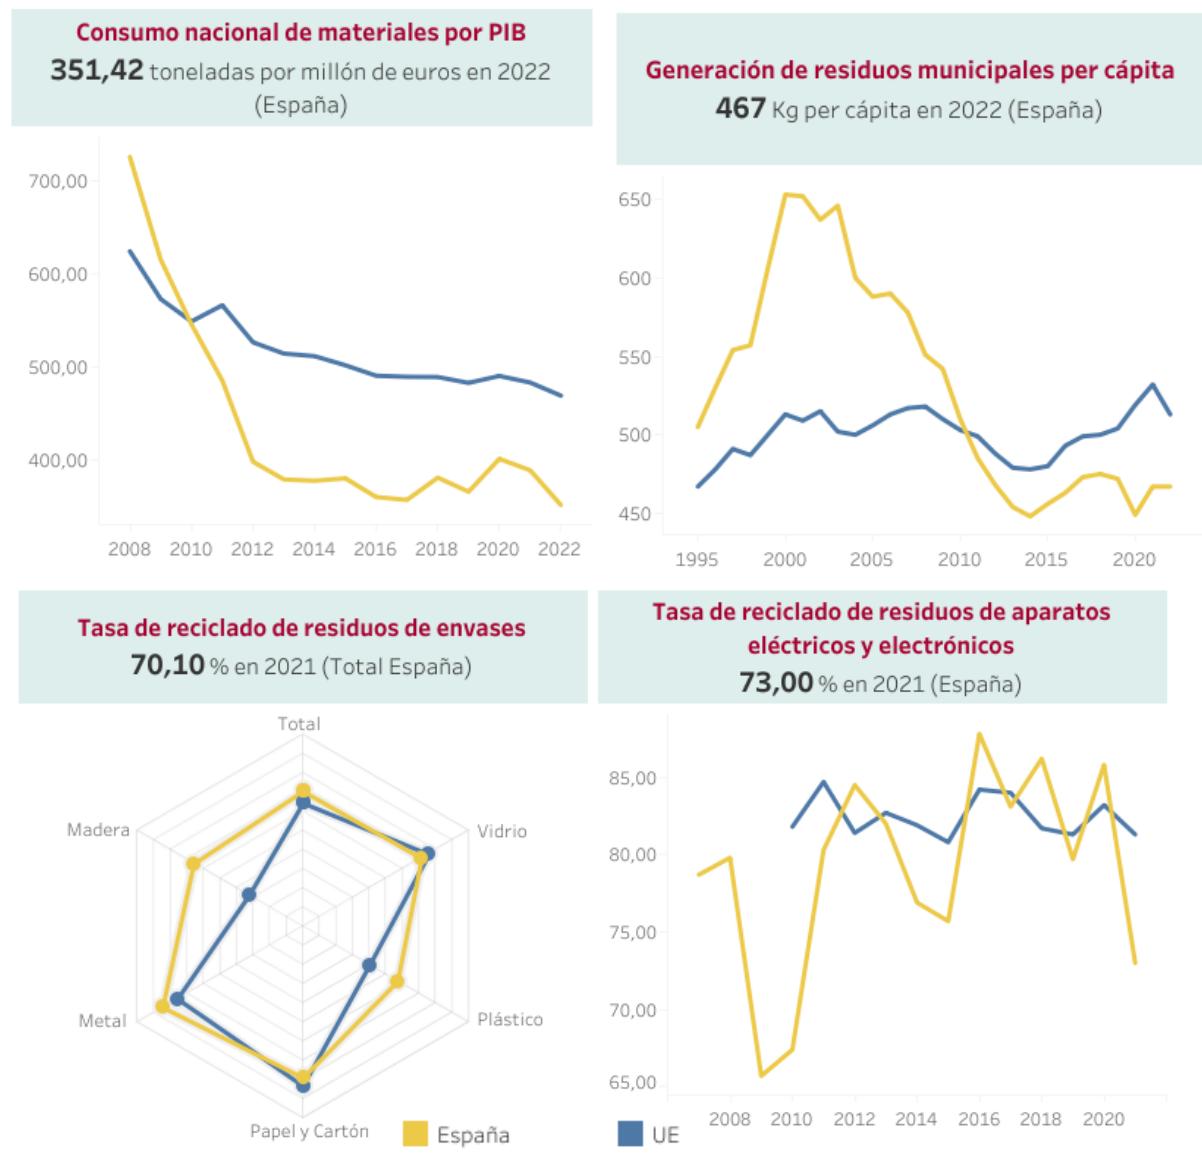 Consumo nacional de materiales por PIB
351,42 toneladas por millón de euros en 2022
(España)
700,00
600,00
500,00
400,00
2008 2010 2012 2014 2016 2018 2020 2022
Generación de residuos municipales per cápita
467 Kg per cápita en 2022 (España)
650
600
550
500
450
1995 2000 2005 2010 2015 2020
Tasa de reciclado de residuos de envases
70,10 % en 2021 (Total España)
Total
Madera
Vidrio
Metal
Plástico
Papel y Cartón
Tasa de reciclado de residuos de aparatos
eléctricos y electrónicos
73,00 % en 2021 (España)
85,00
80,00
75,00
70,00
65,00
2008 2010 2012 2014 2016 2018 2020
España
UE